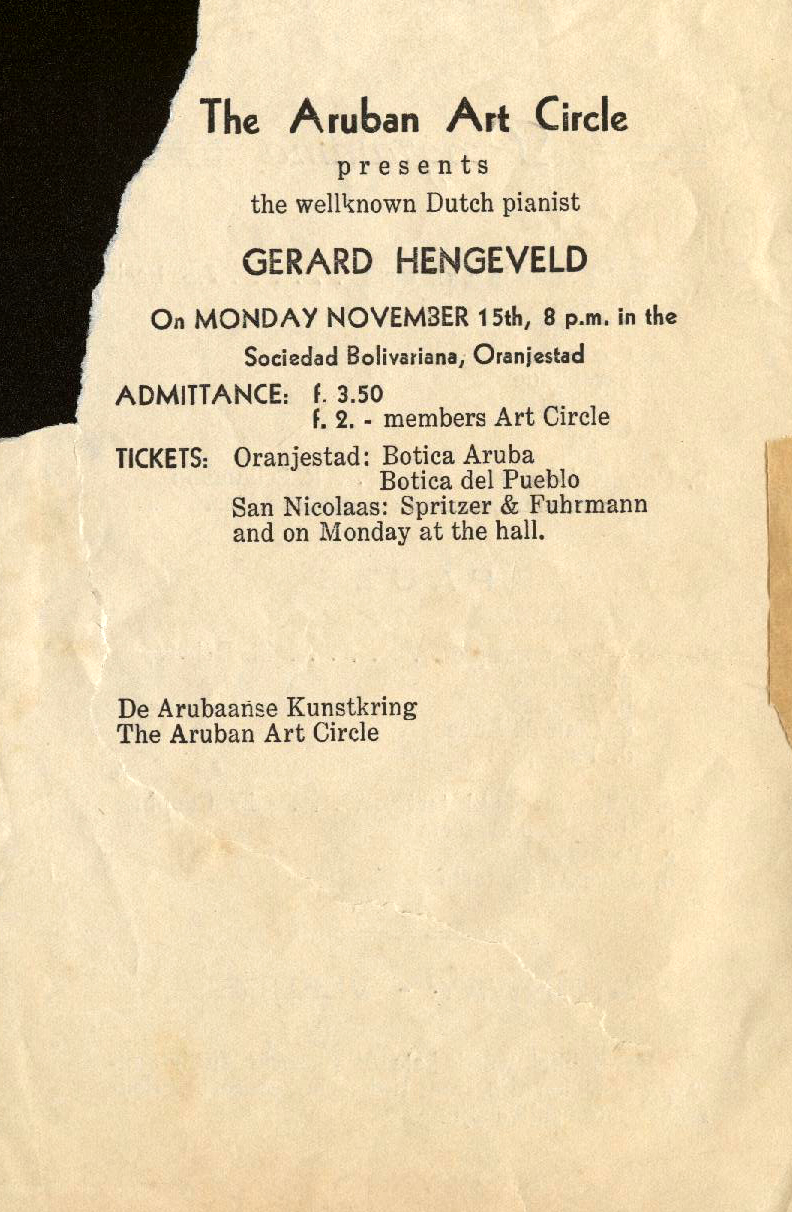 The Aruban Art Circle
presents
the wellknown Dutch pianist
GERARD HENGEVELD
On MONDAY NOVEMBER 15th, 8 p.m. in the
Sociedad Bolivariana, Oranjestad
ADMITTANCE: f. 3.50
f. 2. - members Art Circle
TICKETS: Oranjestad: Botica Aruba
Botica del Pueblo
San Nicolaas: Spritzer & Fuhrmann
and on Monday at the hall.
De Arubaanse Kunstkring
The Aruban Art Circle